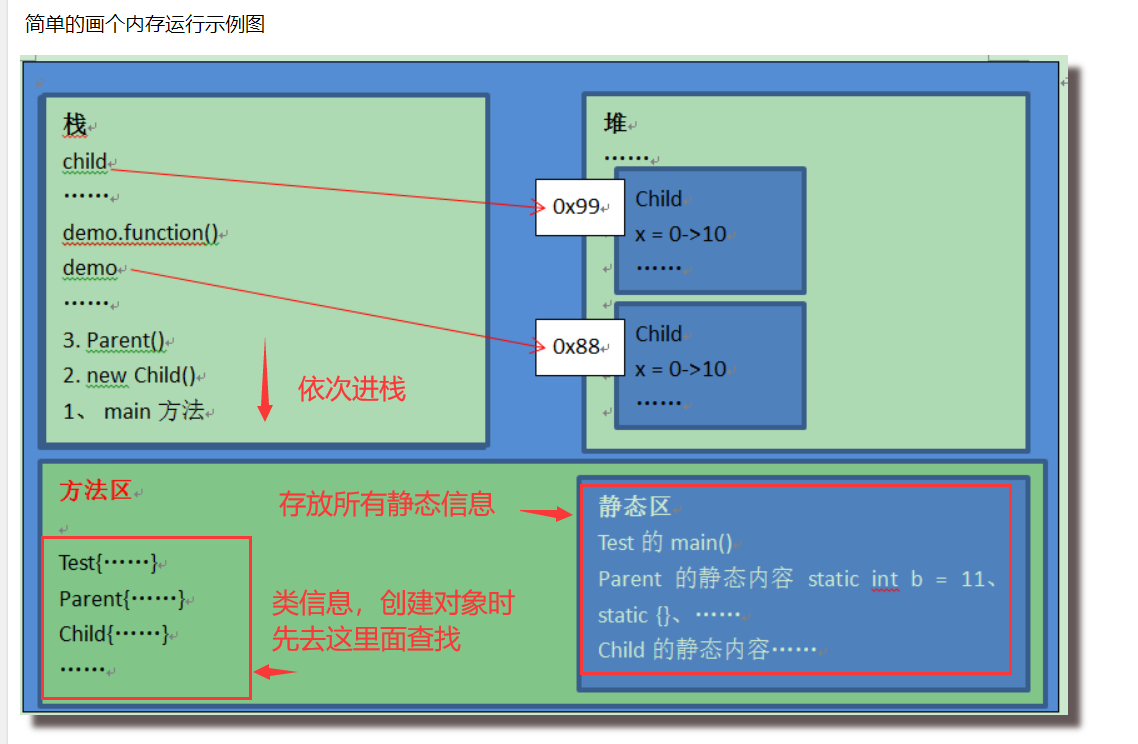 简单的画个内存运行示例图
栈
child
……
demo.function()
demo
……
3. Parent()
2. new Child()
1、 main 方法
依次进栈
堆
……
0x99
Child
x = 0->10
……
0x88
Child
x = 0->10
……
方法区
Test{……}
Parent{……}
Child{……}
……
存放所有静态信息
类信息，创建对象时
先去这里面查找
静态区
Test 的 main()
Parent 的静态内容 static int b = 11、
static {}、……
Child 的静态内容……